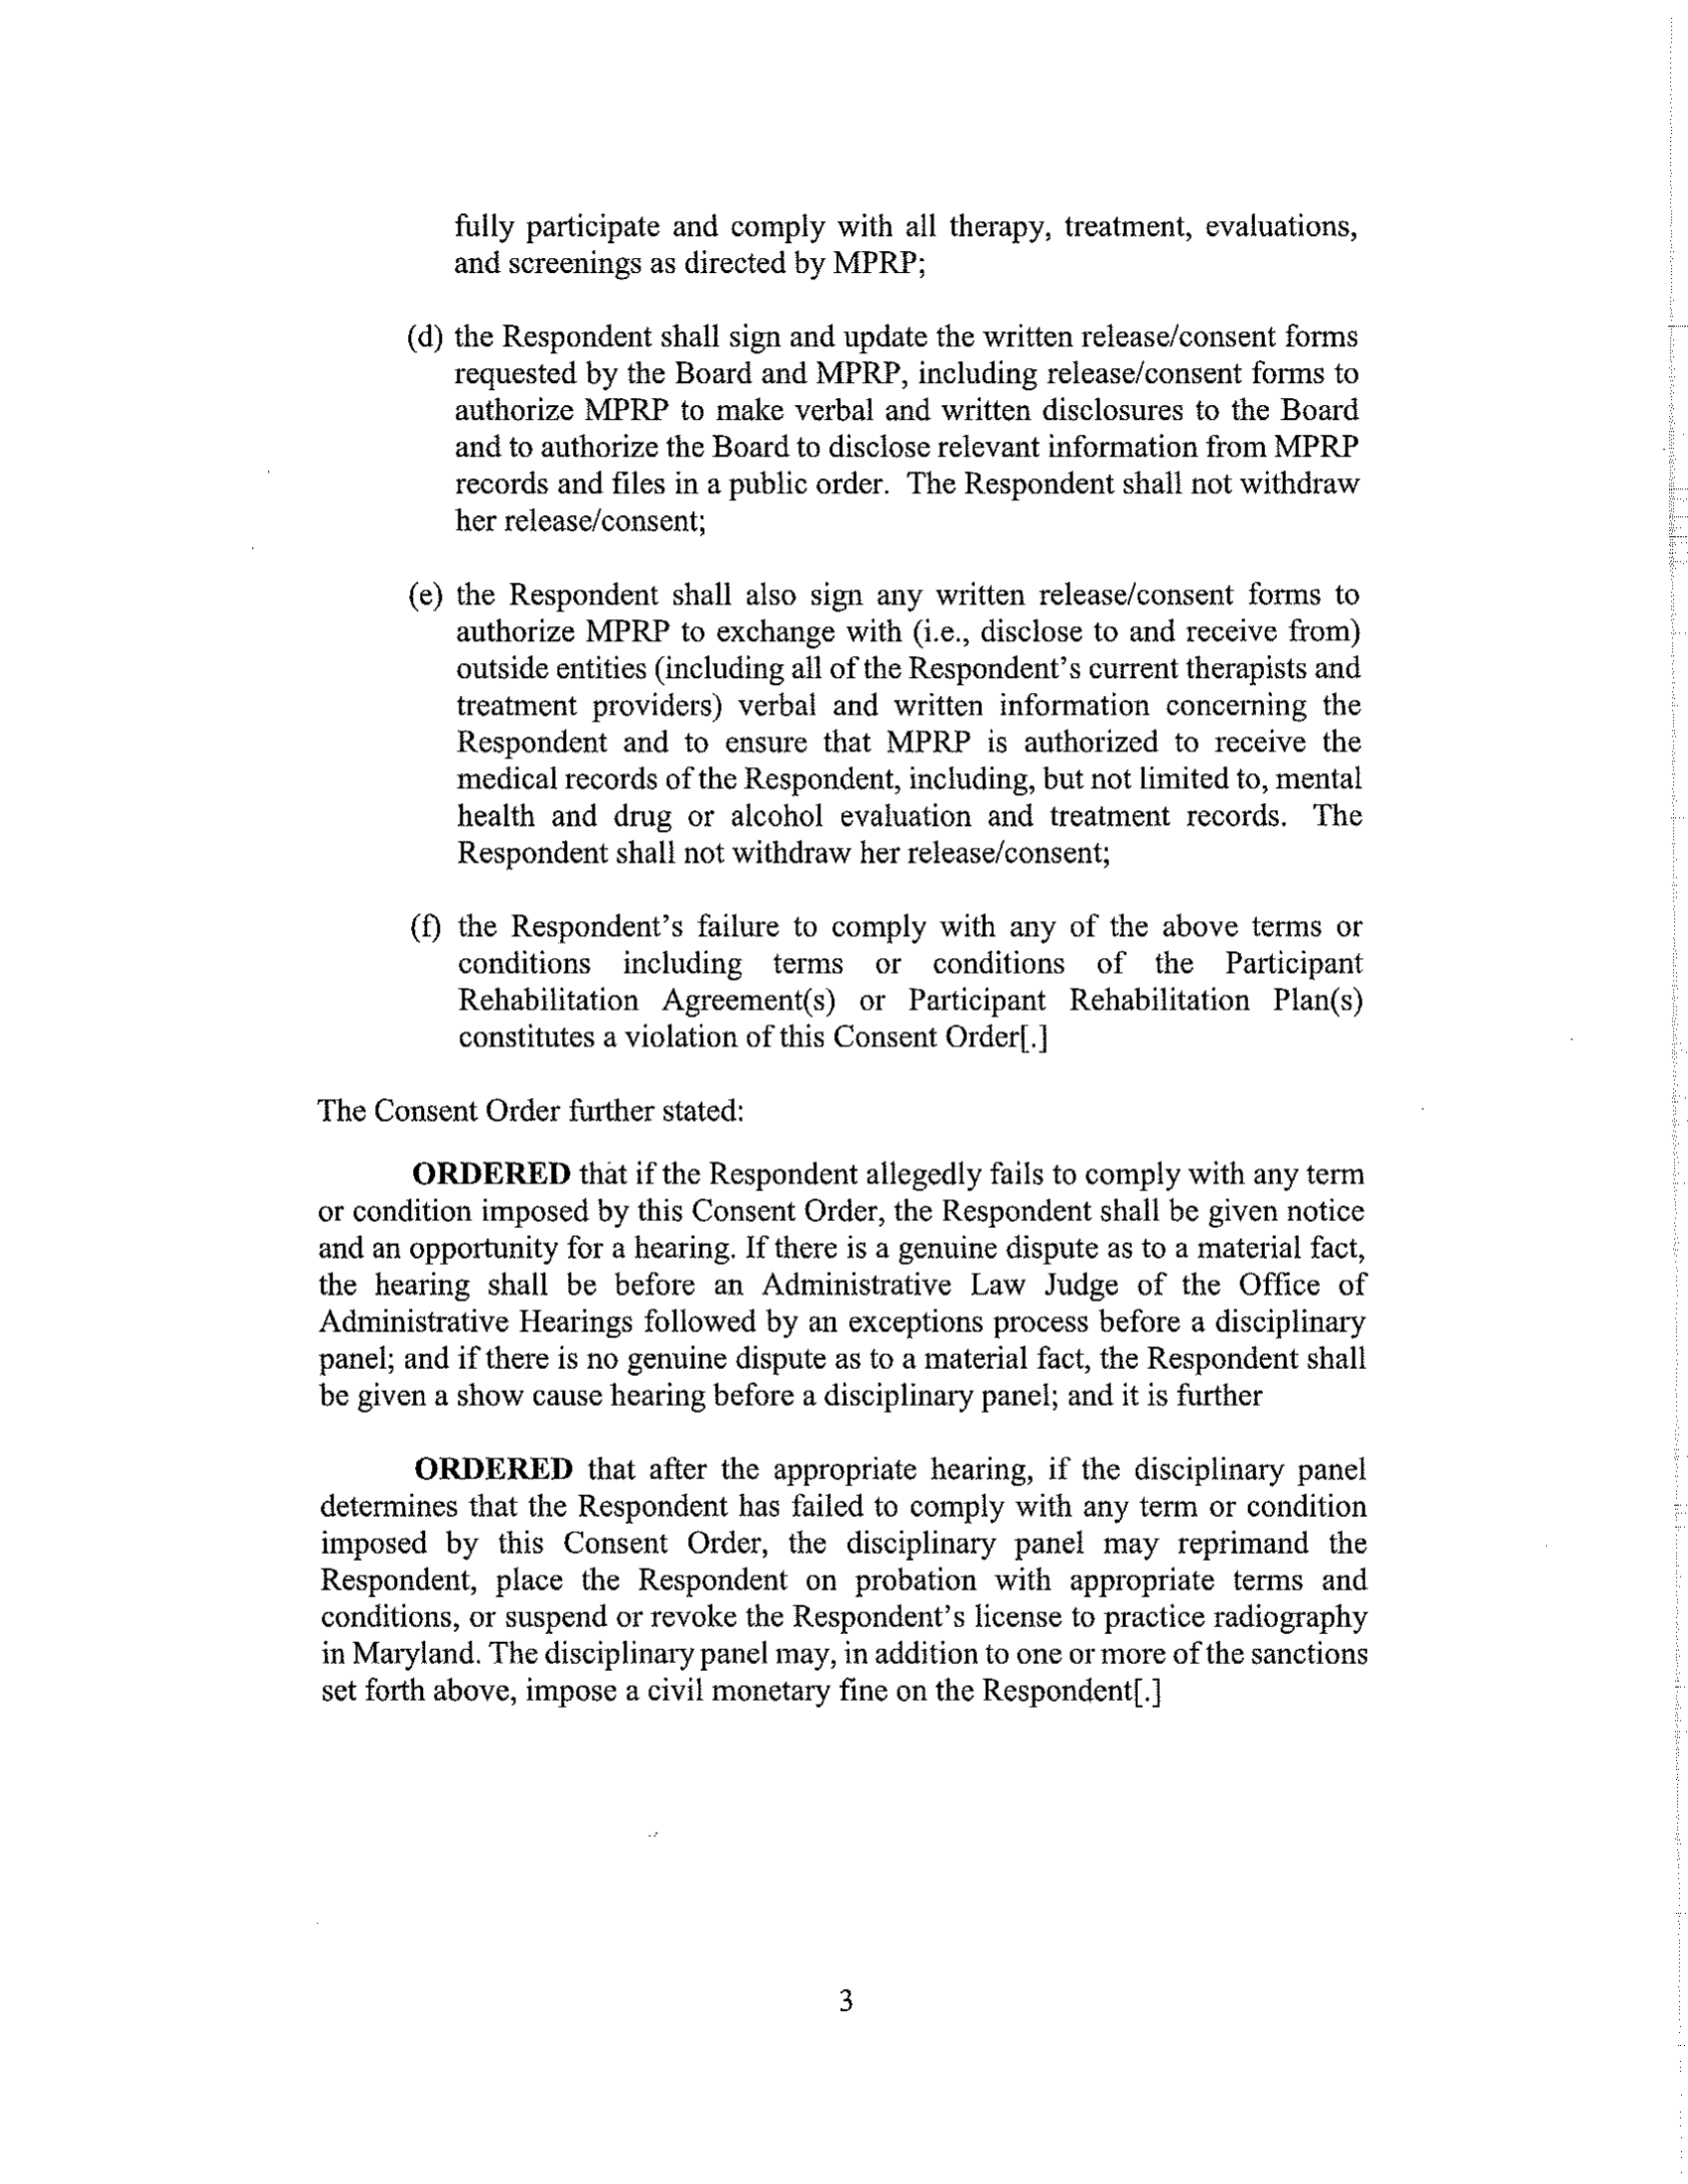 fully participate and comply with all therapy, treatment, evaluations,
and screenings as directed by MPRP;
(d) the Respondent shall sign and update the written release/consent forms
requested by the Board and MPRP, including release/consent forms to
authorize MPRP to make verbal and written disclosures to the Board
and to authorize the Board to disclose relevant information from MPRP
records and files in a public order. The Respondent shall not withdraw
her release/consent;
(e) the Respondent shall also sign any written release/consent forms to
authorize MPRP to exchange with (i.e., disclose to and receive from)
outside entities (including all of the Respondent's current therapists and
treatment providers) verbal and written information concerning the
Respondent and to ensure that MPRP is authorized to receive the
medical records of the Respondent, including, but not limited to, mental
health and drug or alcohol evaluation and treatment records. The
Respondent shall not withdraw her release/consent;
(f) the Respondent's failure to comply with any of the above terms or
conditions including terms or conditions of the Participant
Rehabilitation Agreement(s) or Participant Rehabilitation Plan(s)
constitutes a violation of this Consent Order[.]
The Consent Order further stated:
ORDERED that if the Respondent allegedly fails to comply with any term
or condition imposed by this Consent Order, the Respondent shall be given notice
and an opportunity for a hearing. If there is a genuine dispute as to a material fact,
the hearing shall be before an Administrative Law Judge of the Office of
Administrative Hearings followed by an exceptions process before a disciplinary
panel; and if there is no genuine dispute as to a material fact, the Respondent shall
be given a show cause hearing before a disciplinary panel; and it is further
ORDERED that after the appropriate hearing, if the disciplinary panel
determines that the Respondent has failed to comply with any term or condition
imposed by this Consent Order, the disciplinary panel may reprimand the
Respondent, place the Respondent on probation with appropriate terms and
conditions, or suspend or revoke the Respondent's license to practice radiography
in Maryland. The disciplinary panel may, in addition to one or more of the sanctions
set forth above, impose a civil monetary fine on the Respondent[.]
3